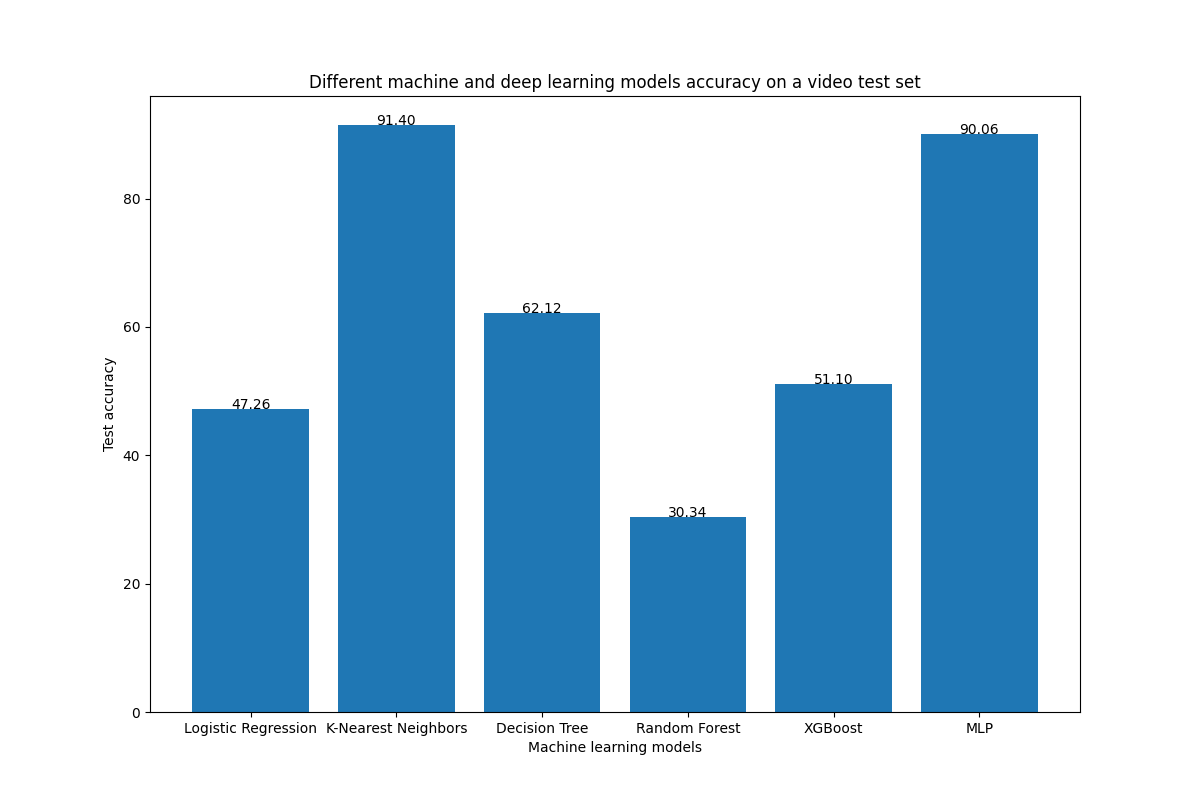 Different machine and deep learning models accuracy on a video test set
91.40
90.06
80
62.12
60
51.10
47.26
40
30.34
20
0
Test accuracy
Logistic Regression K-Nearest Neighbors Decision Tree Random Forest XGBoost MLP
Machine learning models